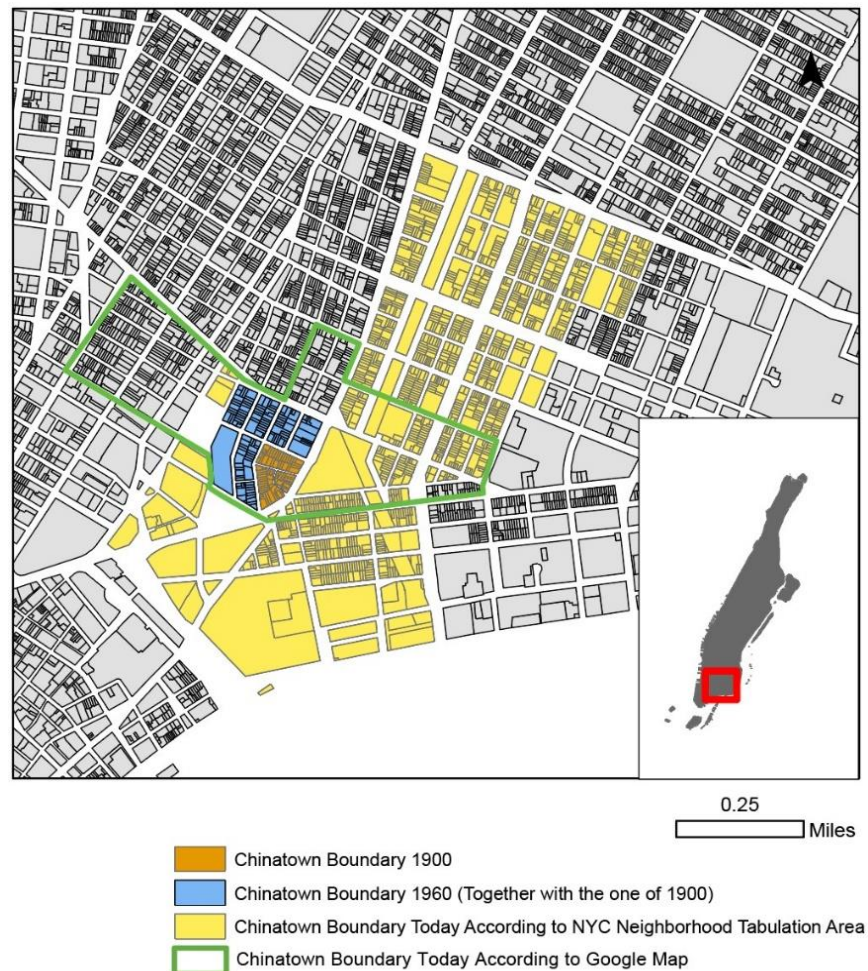 0.25
Miles
Chinatown Boundary 1900
Chinatown Boundary 1960 (Together with the one of 1900)
Chinatown Boundary Today According to NYC Neighborhood Tabulation Area
Chinatown Boundary Today According to Google Map